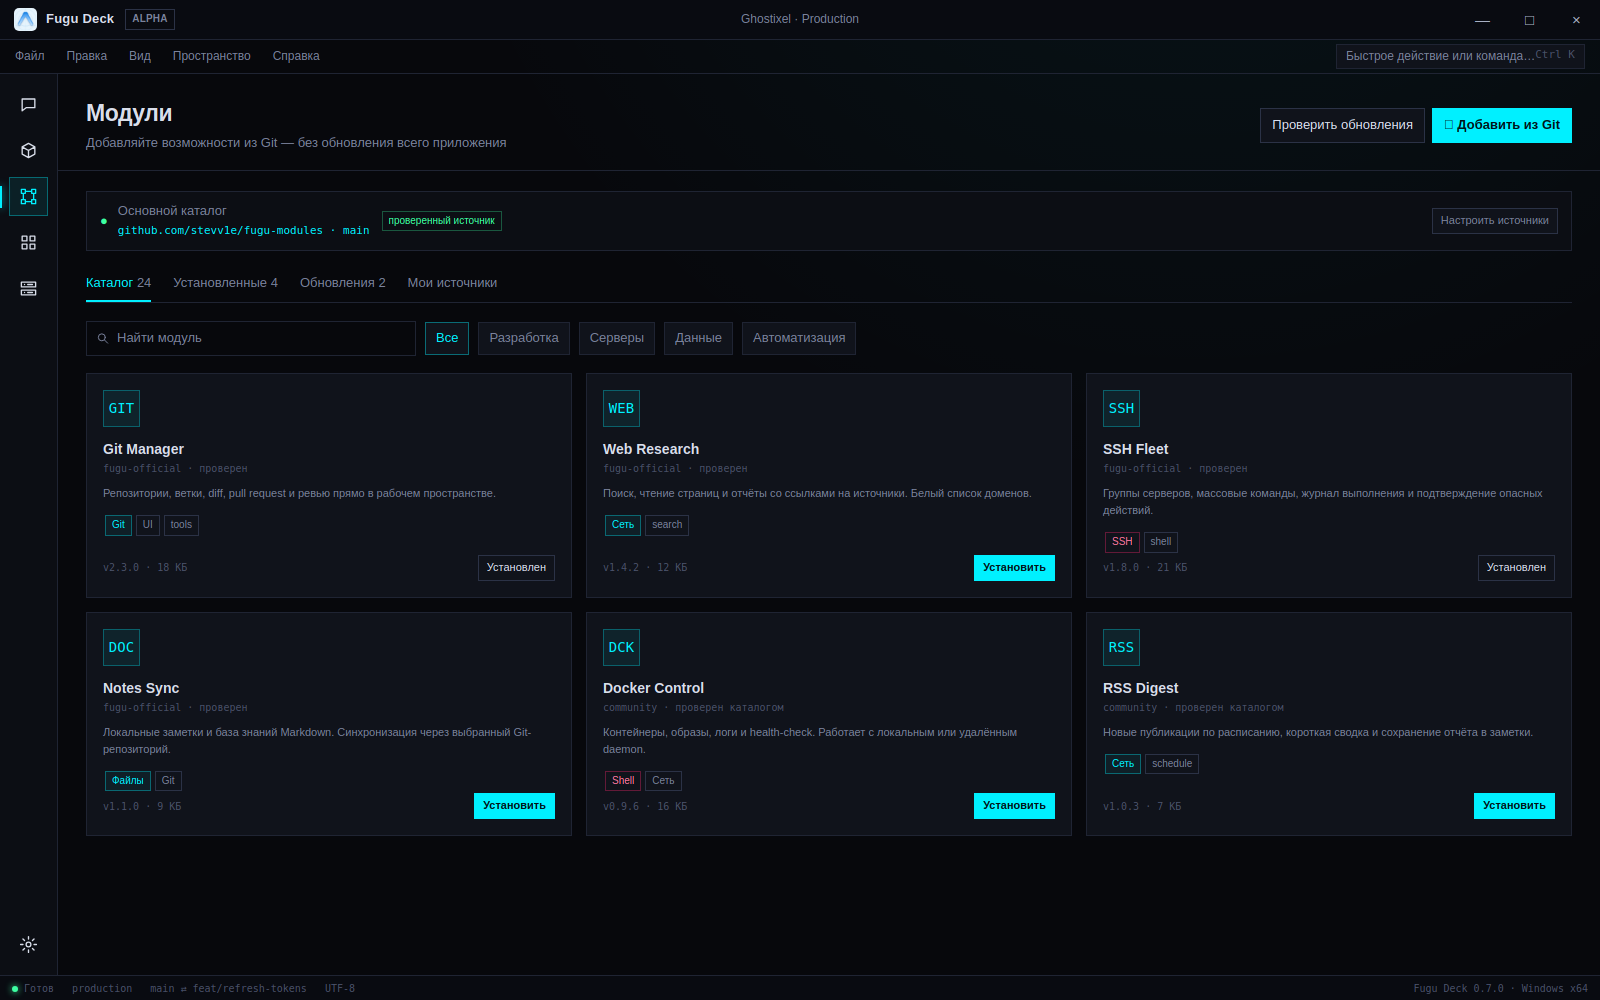 Fugu Deck ALPHA
Ghostixel · Production
Файл Правка Вид Пространство Справка
Быстрое действие или команда… Ctrl K
Модули
Добавляйте возможности из Git — без обновления всего приложения
Проверить обновления
Добавить из Git
Основной каталог
github.com/stevv1e/fugu-modules · main
проверенный источник
Настроить источники
Каталог 24 Установленные 4 Обновления 2 Мои источники
Найти модуль
Все Разработка Серверы Данные Автоматизация
GIT
Git Manager
fugu-official · проверен
Репозитории, ветки, diff, pull request и ревью прямо в рабочем пространстве.
Git UI tools
v2.3.0 · 18 КБ
Установлен
WEB
Web Research
fugu-official · проверен
Поиск, чтение страниц и отчёты со ссылками на источники. Белый список доменов.
Сеть search
v1.4.2 · 12 КБ
Установить
SSH
SSH Fleet
fugu-official · проверен
Группы серверов, массовые команды, журнал выполнения и подтверждение опасных
действий.
SSH shell
v1.8.0 · 21 КБ
Установлен
DOC
Notes Sync
fugu-official · проверен
Локальные заметки и база знаний Markdown. Синхронизация через выбранный Git-
репозиторий.
Файлы Git
v1.1.0 · 9 КБ
Установить
DCK
Docker Control
community · проверен каталогом
Контейнеры, образы, логи и health-check. Работает с локальным или удалённым
daemon.
Shell Сеть
v0.9.6 · 16 КБ
Установить
RSS
RSS Digest
community · проверен каталогом
Новые публикации по расписанию, короткая сводка и сохранение отчёта в заметки.
Сеть schedule
v1.0.3 · 7 КБ
Установить
Готов production main ⇄ feat/refresh-tokens UTF-8
Fugu Deck 0.7.0 · Windows x64